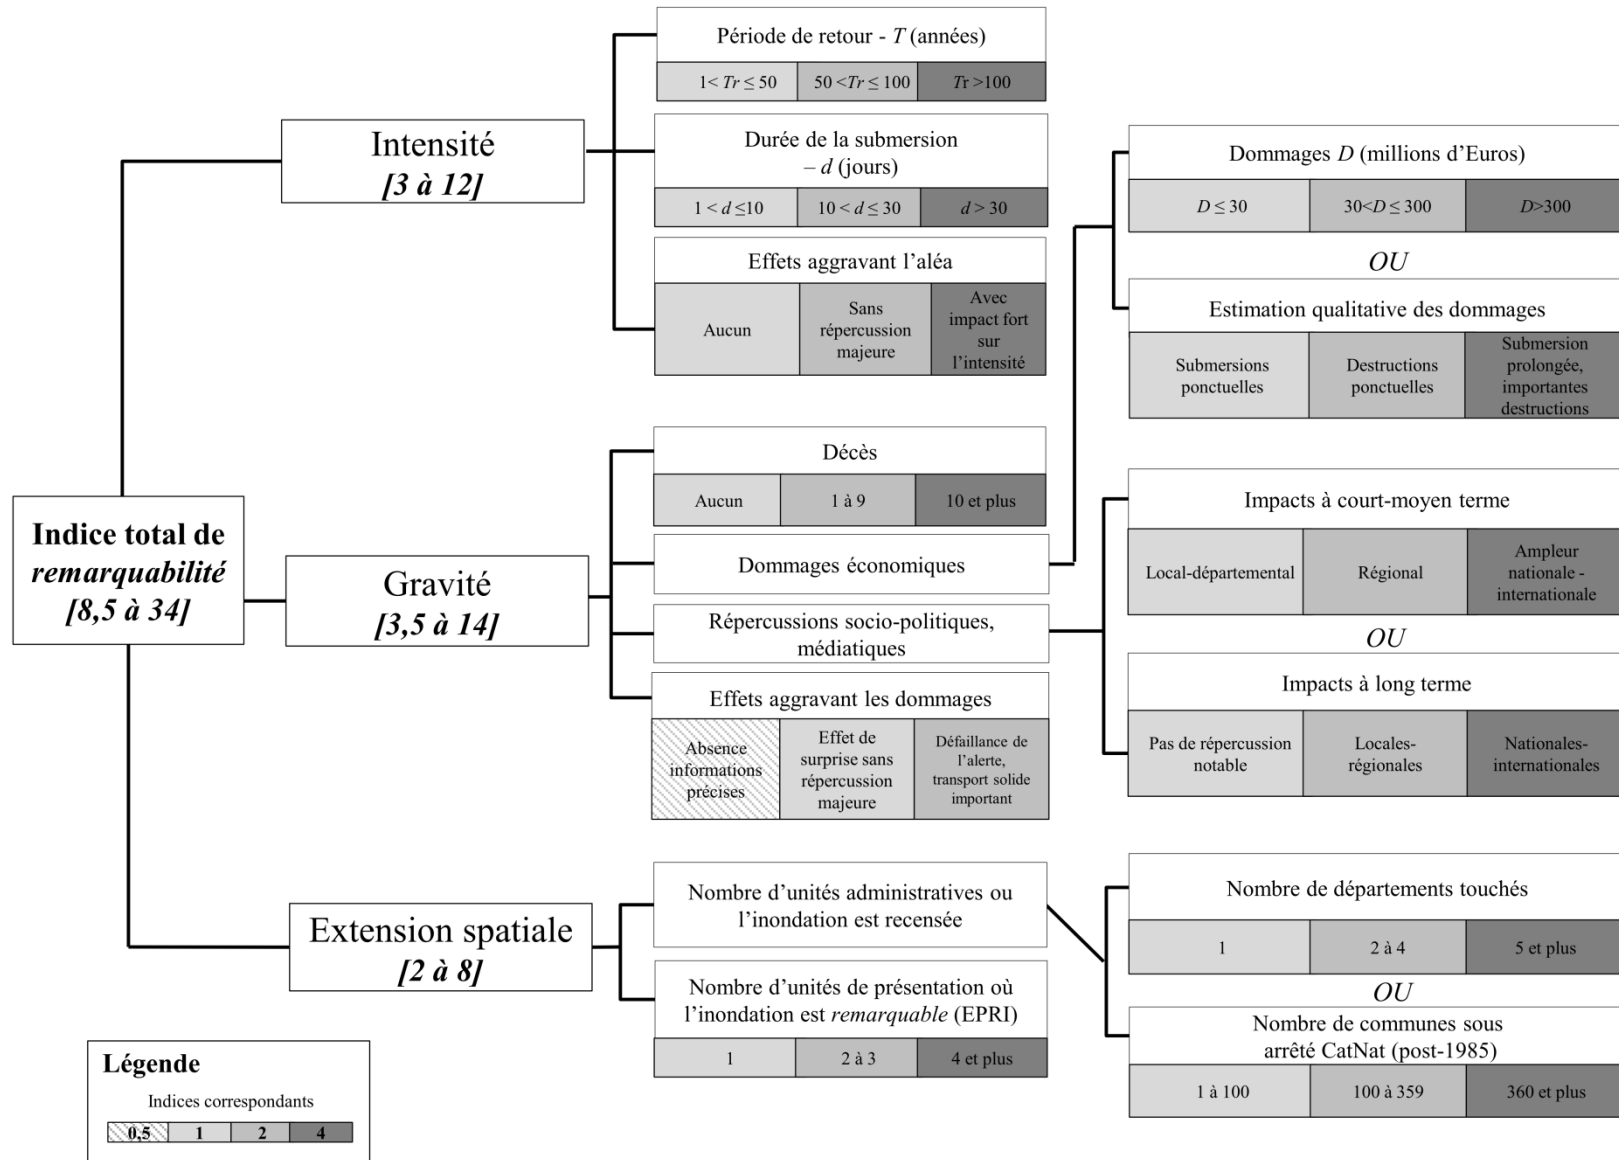 Indice total de
remarquabilité
[8,5 à 34]
Intensité
[3 à 12]
Période de retour - T (années)
1< Tr ≤ 50
50 <Tr ≤ 100
Tr >100
Durée de la submersion
– d (jours)
1 < d ≤10
10 < d ≤ 30
d > 30
Effets aggravant l’aléa
Aucun
Sans
répercussion
majeure
Avec
impact fort
sur
l’intensité
Gravité
[3,5 à 14]
Décès
Aucun
1 à 9
10 et plus
Dommages économiques
Dommages D (millions d’Euros)
D ≤ 30
30<D ≤ 300
D>300
OU
Estimation qualitative des dommages
Submersions
ponctuelles
Destructions
ponctuelles
Submersion
prolongée,
importantes
destructions
Répercussions socio-politiques,
médiatiques
Impacts à court-moyen terme
Local-départemental
Régional
Ampleur
nationale -
internationale
OU
Impacts à long terme
Pas de répercussion
notable
Locales-
régionales
Nationales-
internationales
Effets aggravant les dommages
Absence
informations
précises
Effet de
surprise sans
répercussion
majeure
Défaillance de
l’alerte,
transport solide
important
Extension spatiale
[2 à 8]
Nombre d’unités administratives ou
l’inondation est recensée
Nombre de départements touchés
1
2 à 4
5 et plus
OU
Nombre de communes sous
arrêté CatNat (post-1985)
1 à 100
100 à 359
360 et plus
Nombre d’unités de présentation où
l’inondation est remarquable (EPRI)
1
2 à 3
4 et plus
Légende
Indices correspondants
0,5
1
2
4